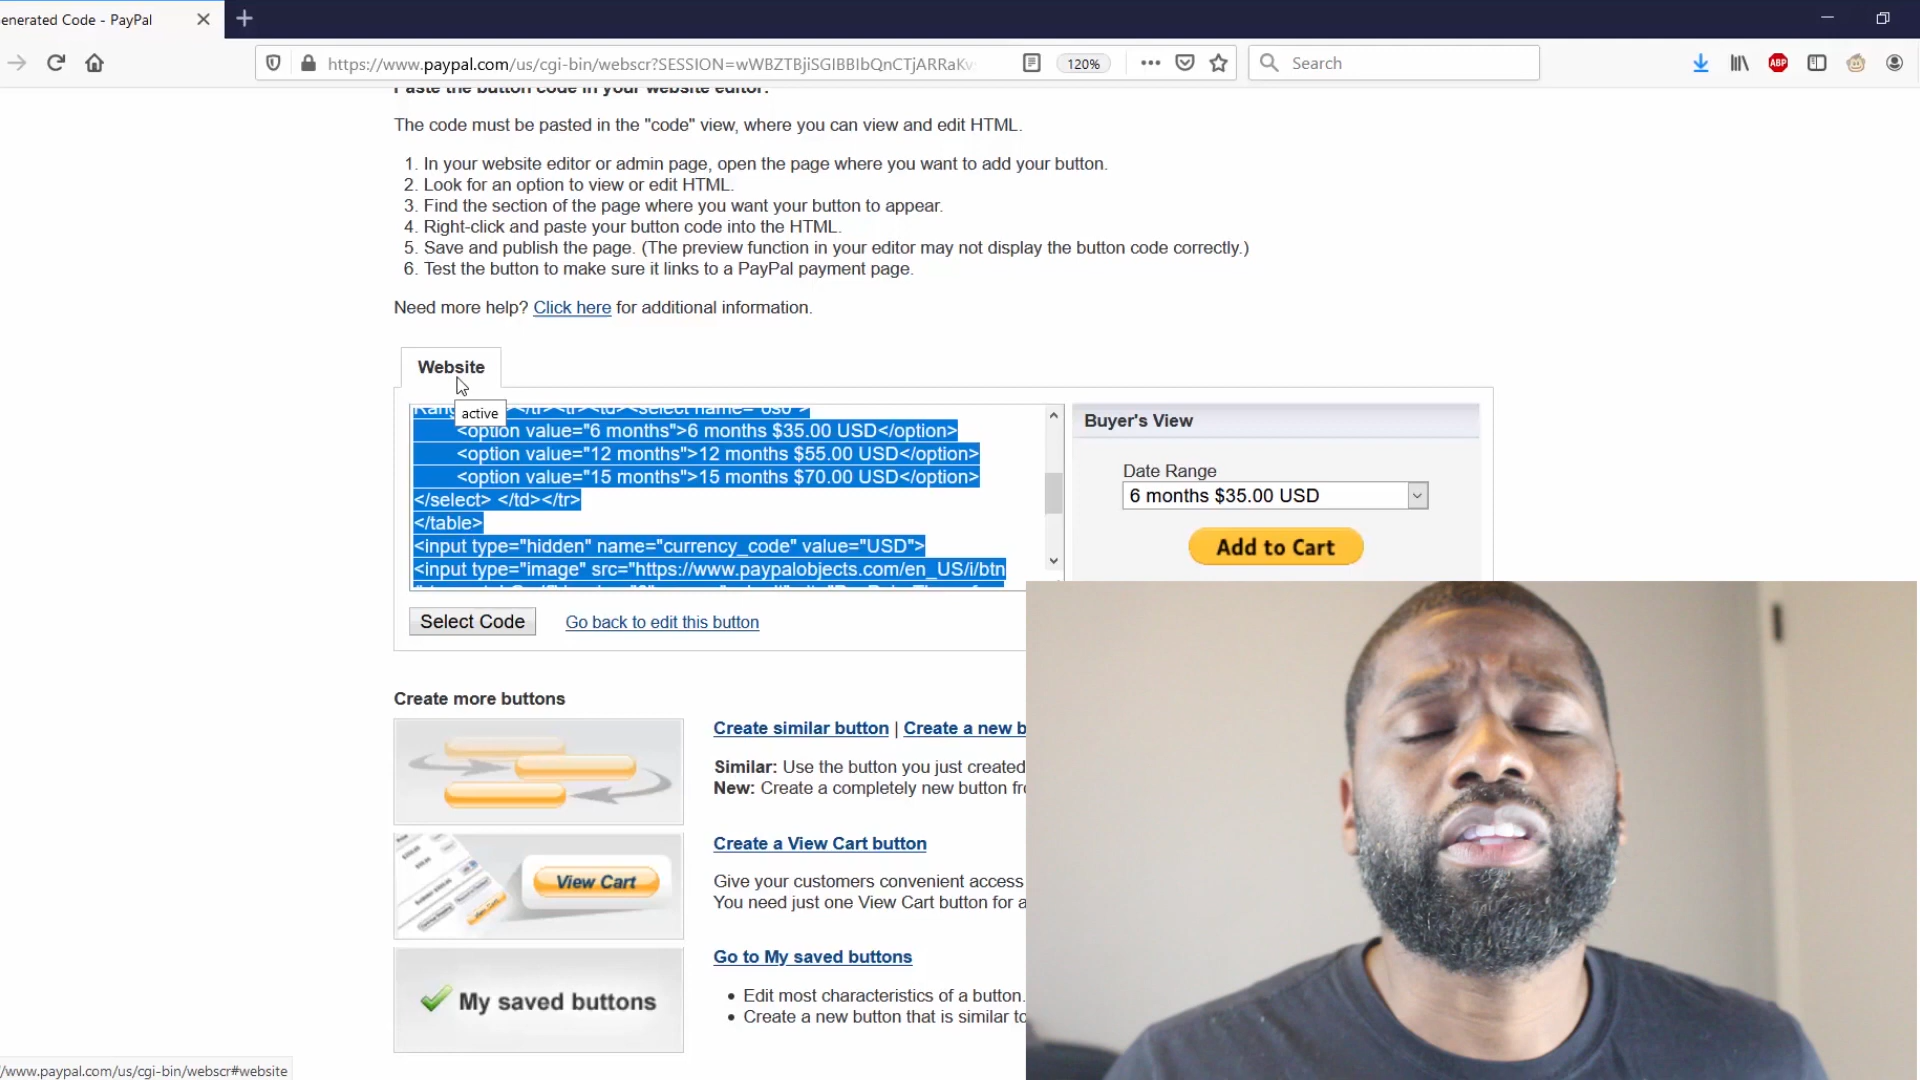 enerated Code - PayPal
https://www.paypal.com/us/cgi-bin/webscr?SESSION=wWBZTBjiSGIBBIbQnCTjARRaKv
120%
Search
ABP
Paste the button code in your website editor.
The code must be pasted in the "code" view, where you can view and edit HTML.
1. In your website editor or admin page, open the page where you want to add your button.
2. Look for an option to view or edit HTML.
3. Find the section of the page where you want your button to appear.
4. Right-click and paste your button code into the HTML.
5. Save and publish the page. (The preview function in your editor may not display the button code correctly.)
6. Test the button to make sure it links to a PayPal payment page.
Need more help? Click here for additional information.
Website
active
<option value="6 months">6 months $35.00 USD</option>
<option value="12 months">12 months $55.00 USD</option>
<option value="15 months">15 months $70.00 USD</option>
</select> </td></tr>
</table>
<input type="hidden" name="currency_code" value="USD">
<input type="image" src="https://www.paypalobjects.com/en_US/i/btn
Buyer's View
Date Range
6 months $35.00 USD
Add to Cart
Select Code
Go back to edit this button
Create more buttons
Create similar button | Create a new b
Similar: Use the button you just created
New: Create a completely new button fr
Create a View Cart button
View Cart
Give your customers convenient access
You need just one View Cart button for a
Go to My saved buttons
My saved buttons
• Edit most characteristics of a button.
• Create a new button that is similar to
/www.paypal.com/us/cgi-bin/webscr#website